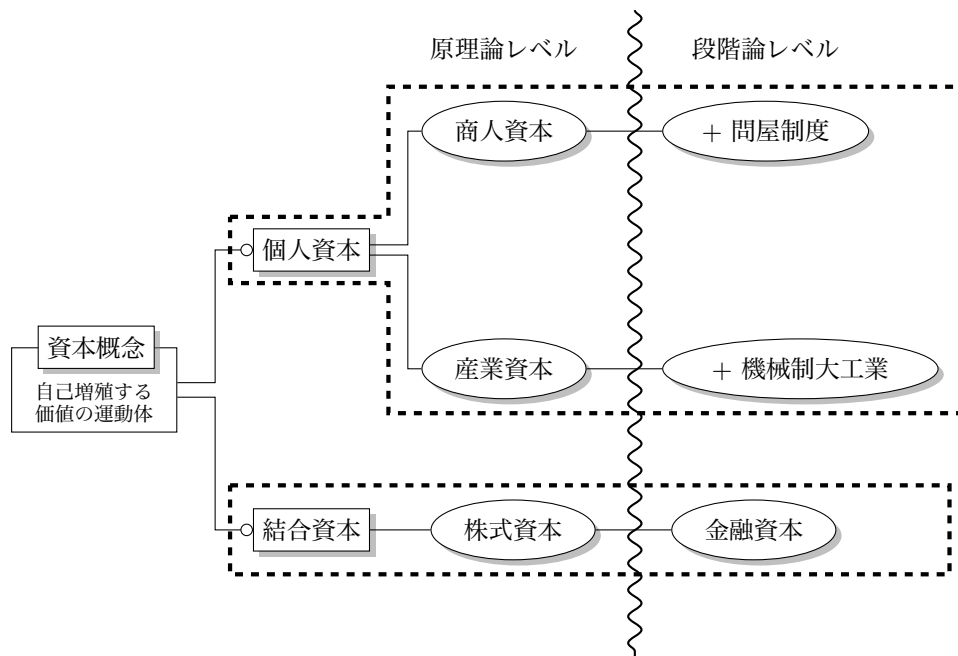 原理論レベル
段階論レベル
商人資本
+ 問屋制度
個人資本
資本概念
自己増殖する
価値の運動体
産業資本
+ 機械制大工業
結合資本
株式資本
金融資本